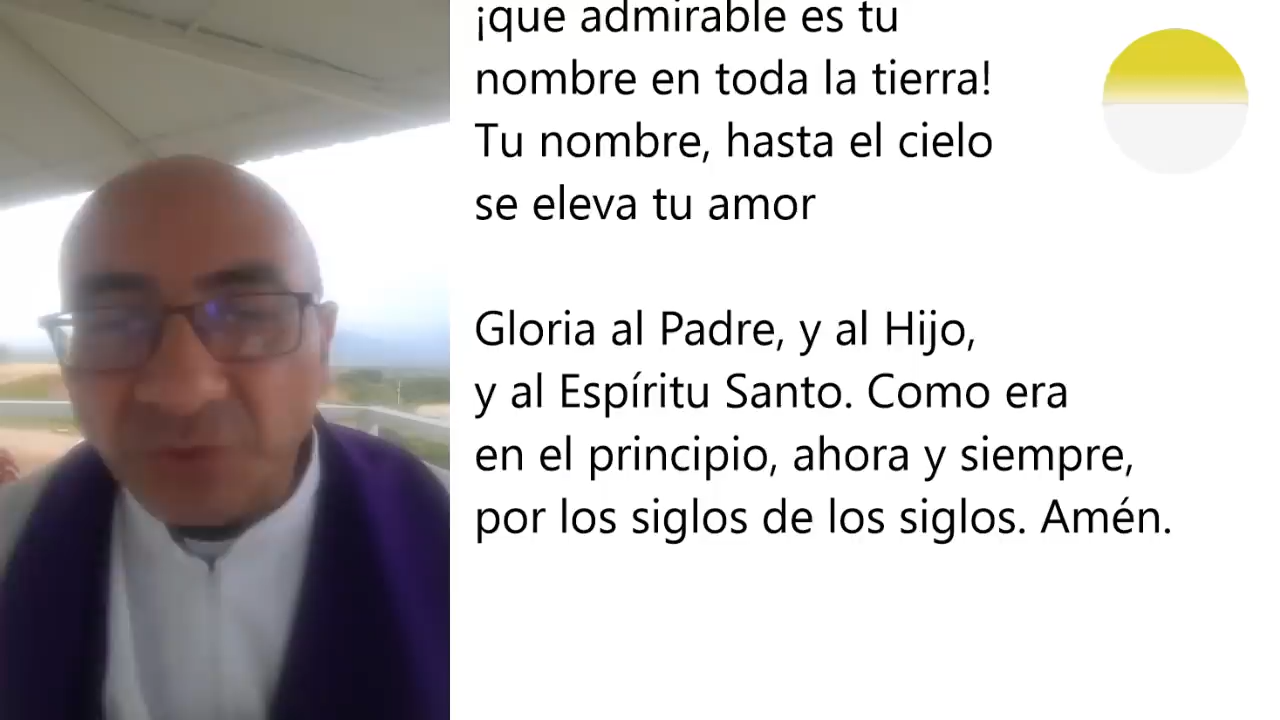 ¡que admirable es tu
nombre en toda la tierra!
Tu nombre, hasta el cielo
se eleva tu amor
Gloria al Padre, y al Hijo,
y al Espíritu Santo. Como era
en el principio, ahora y siempre,
por los siglos de los siglos. Amén.